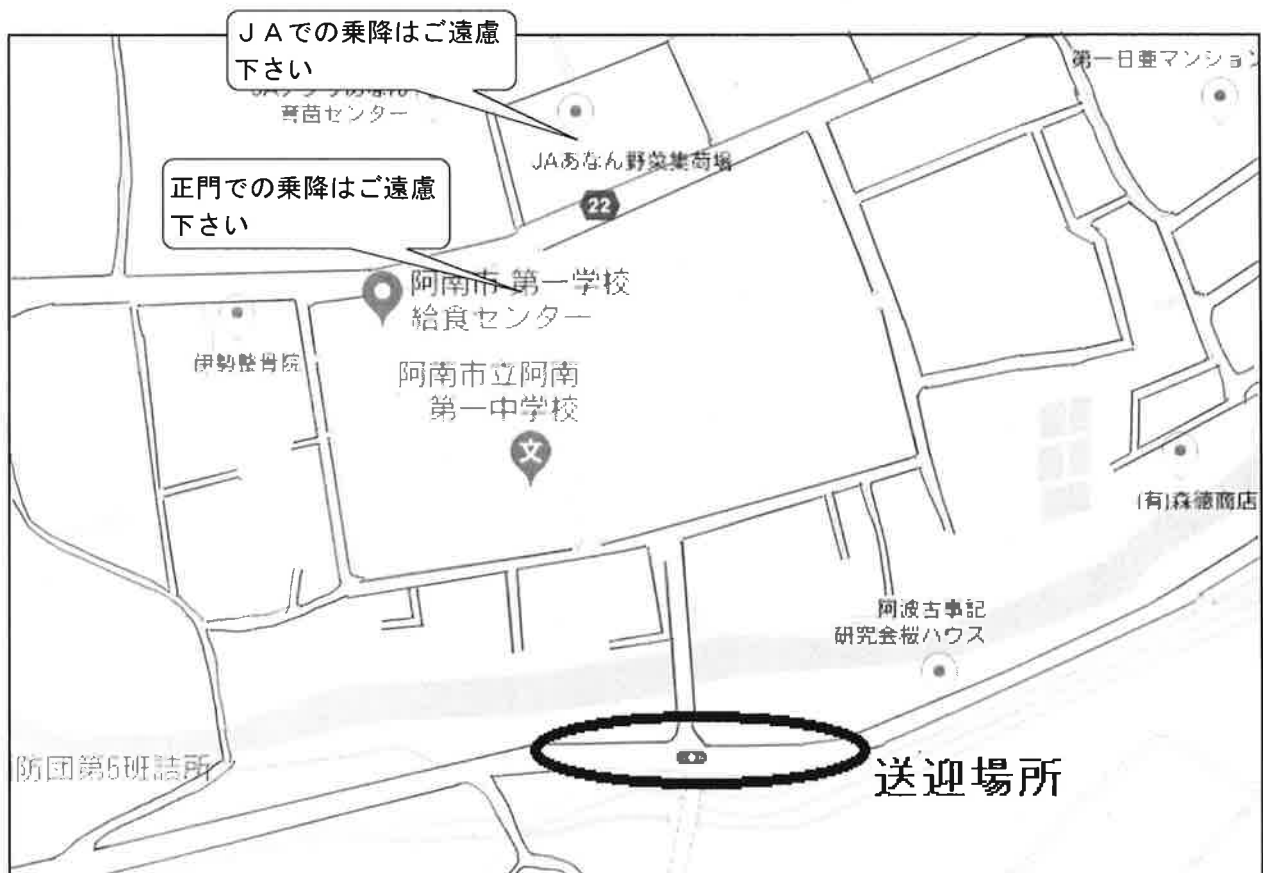 JAでの乗降はご遠慮
下さい
第一日亜マンション
育苗センター
JAあなん野菜集荷場
正門での乗降はご遠慮
下さい
22
阿南市 第一学校
給食センター
伊勢整骨院
阿南市立阿南
第一中学校
文
(有)森徳商店
阿波古事記
研究会桜ハウス
防団第5班詰所
送迎場所